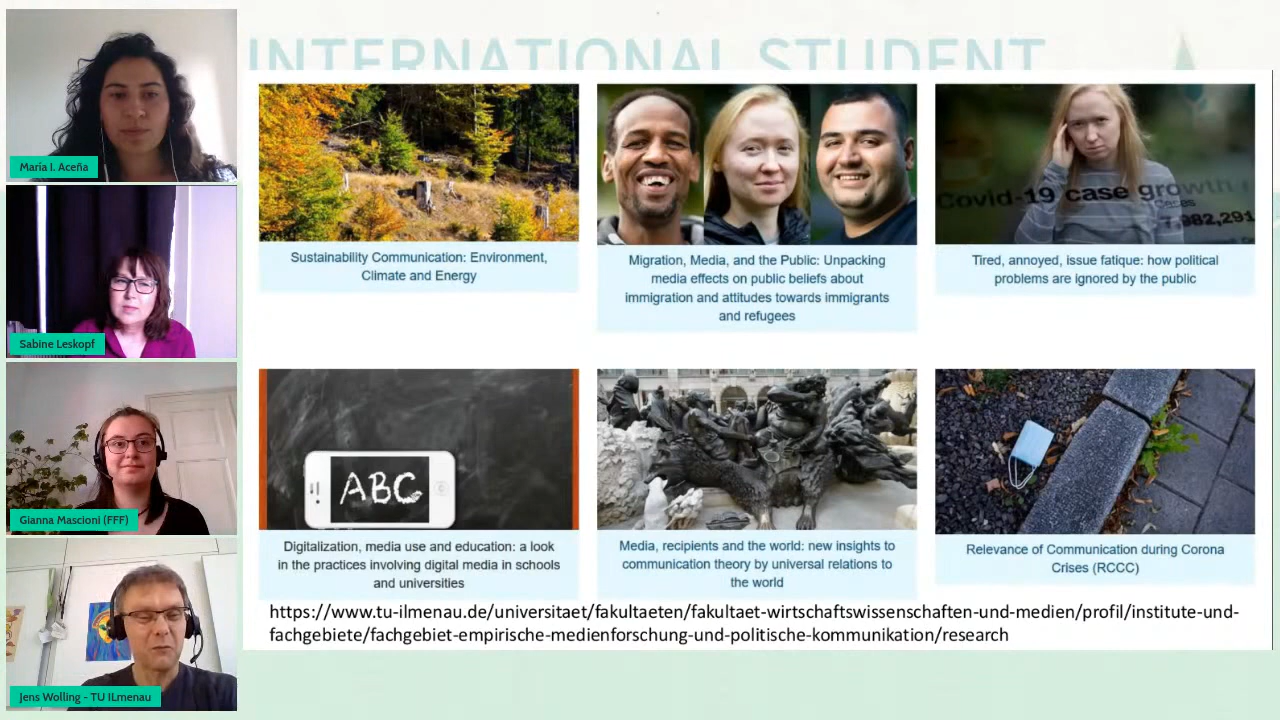 INTERNATIONAL STUDENT
María I. Aceña
Sabine Leskopf
Gianna Mascioni (FFF)
Jens Wolling - TU ILmenau
Sustainability Communication: Environment,
Climate and Energy
Migration, Media, and the Public: Unpacking
media effects on public beliefs about
immigration and attitudes towards immigrants
and refugees
Covid-19 case growth
Cases
7,982,291
Tired, annoyed, issue fatique: how political
problems are ignored by the public
ABC
Digitalization, media use and education: a look
in the practices involving digital media in schools
and universities
Media, recipients and the world: new insights to
communication theory by universal relations to
the world
Relevance of Communication during Corona
Crises (RCCC)
https://www.tu-ilmenau.de/universitaet/fakultaeten/fakultaet-wirtschaftswissenschaften-und-medien/profil/institute-und-
fachgebiete/fachgebiet-empirische-medienforschung-und-politische-kommunikation/research